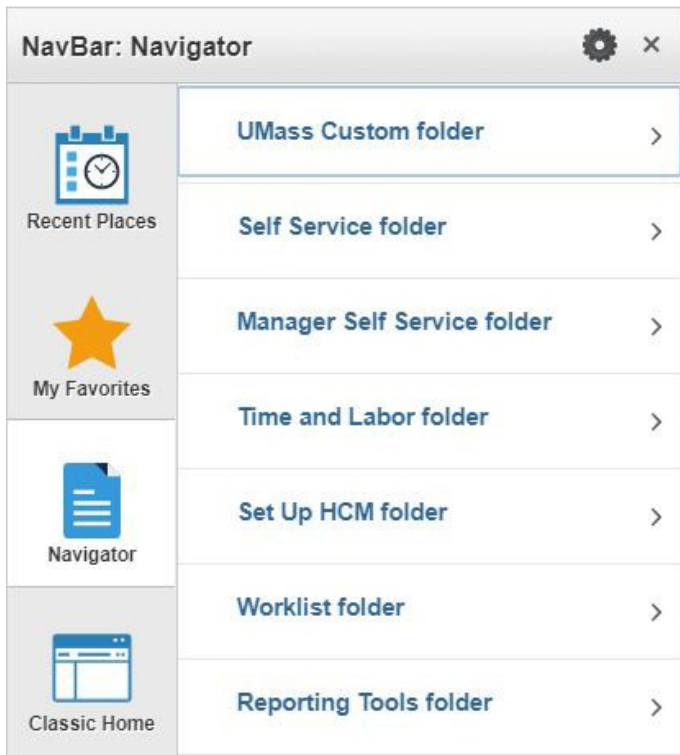 NavBar: Navigator
Recent Places
My Favorites
Navigator
Classic Home
UMass Custom folder
Self Service folder
Manager Self Service folder
Time and Labor folder
Set Up HCM folder
Worklist folder
Reporting Tools folder